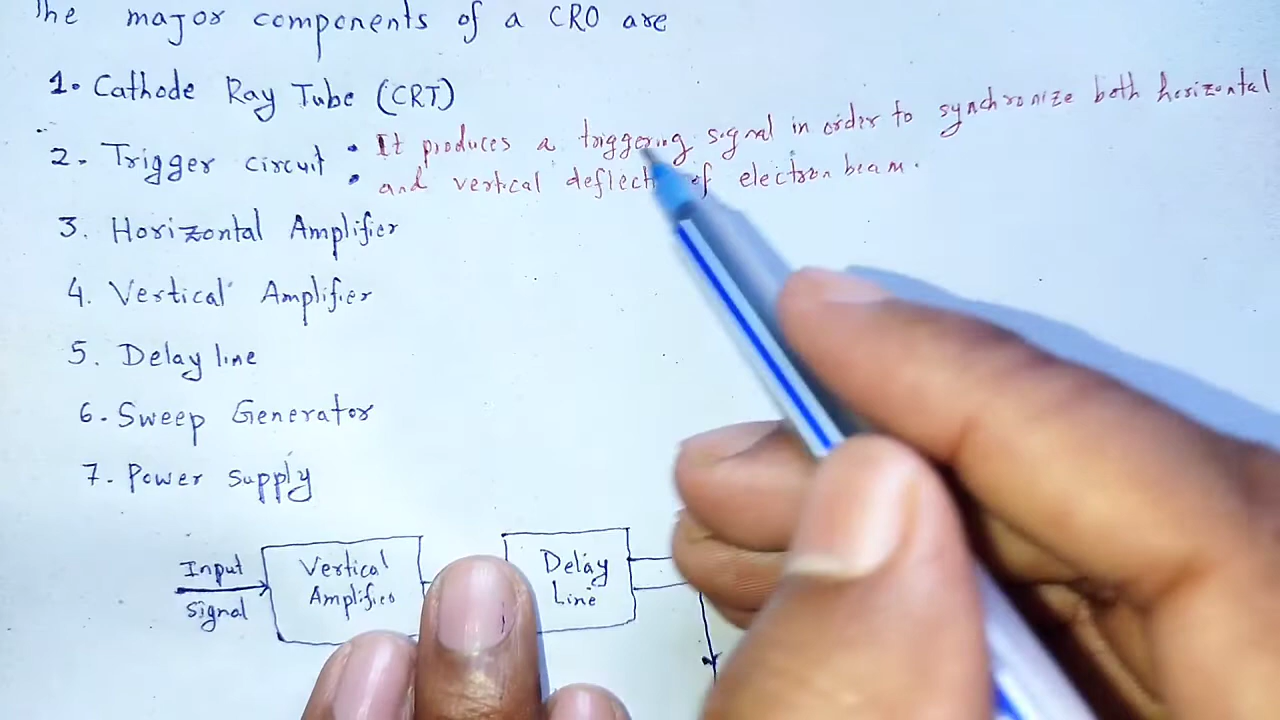 The major components of a CRO are
1. Cathode Ray Tube (CRT)
2. Trigger circuit : It produces a triggering signal in order to synchronize both horizontal
and vertical deflect of electron beam.
3. Horizontal Amplifier
4. Vertical Amplifier
5. Delay line
6. Sweep Generator
7. Power supply
Input
Signal
Vertical
Amplifier
Delay
Line